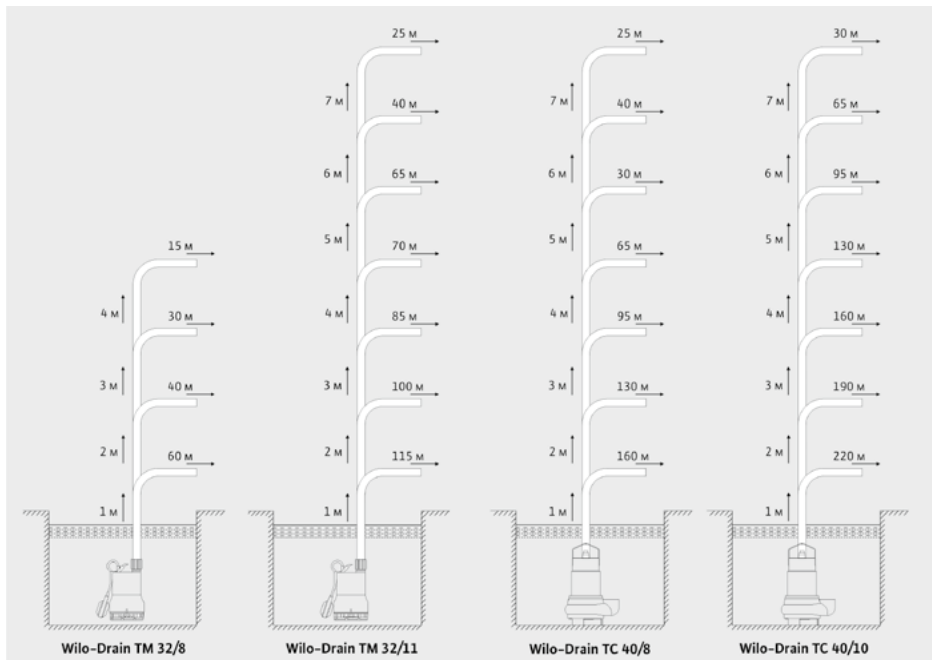 25 м 25 м 30 м
7 м 7 м 7 м
40 м 40 м 65 м
6 м 6 м 6 м
65 м 30 м 95 м
5 м 5 м 5 м
15 м 70 м 65 м 130 м
4 м 4 м 4 м 4 м
30 м 85 м 95 м 160 м
3 м 3 м 3 м 3 м
40 м 100 м 130 м 190 м
2 м 2 м 2 м 2 м
60 м 115 м 160 м 220 м
1 м 1 м 1 м 1 м
Wilo-Drain TM 32/8 Wilo-Drain TM 32/11 Wilo-Drain TC 40/8 Wilo-Drain TC 40/10